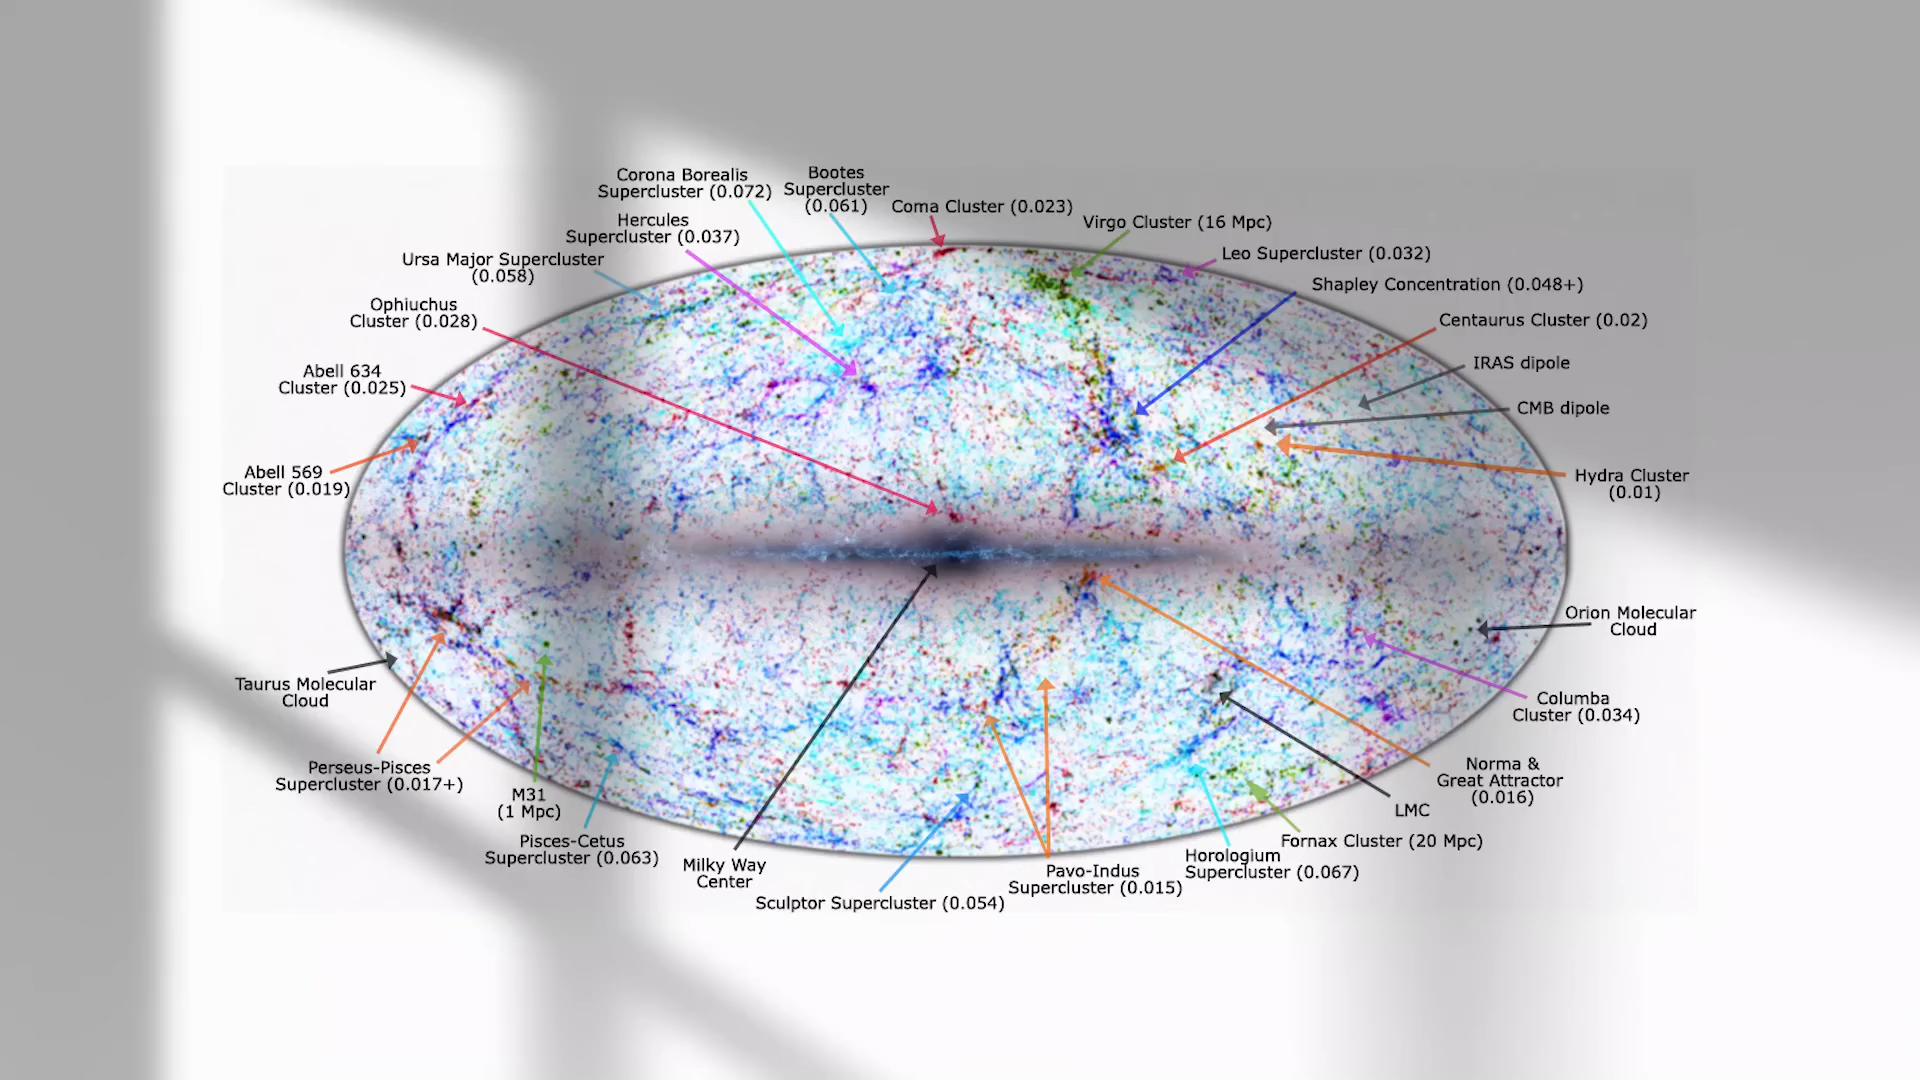 Corona Borealis
Supercluster (0.072)
Bootes
Supercluster
(0.061)
Coma Cluster (0.023)
Hercules
Supercluster (0.037)
Virgo Cluster (16 Mpc)
Ursa Major Supercluster
(0.058)
Leo Supercluster (0.032)
Shapley Concentration (0.048+)
Ophiuchus
Cluster (0.028)
Centaurus Cluster (0.02)
Abell 634
Cluster (0.025)
IRAS dipole
CMB dipole
Abell 569
Cluster (0.019)
Hydra Cluster
(0.01)
Orion Molecular
Cloud
Taurus Molecular
Cloud
Columba
Cluster (0.034)
Perseus-Pisces
Supercluster (0.017+)
Norma &
Great Attractor
(0.016)
M31
(1 Mpc)
LMC
Pisces-Cetus
Supercluster (0.063)
Fornax Cluster (20 Mpc)
Milky Way
Center
Horologium
Supercluster (0.067)
Pavo-Indus
Supercluster (0.015)
Sculptor Supercluster (0.054)